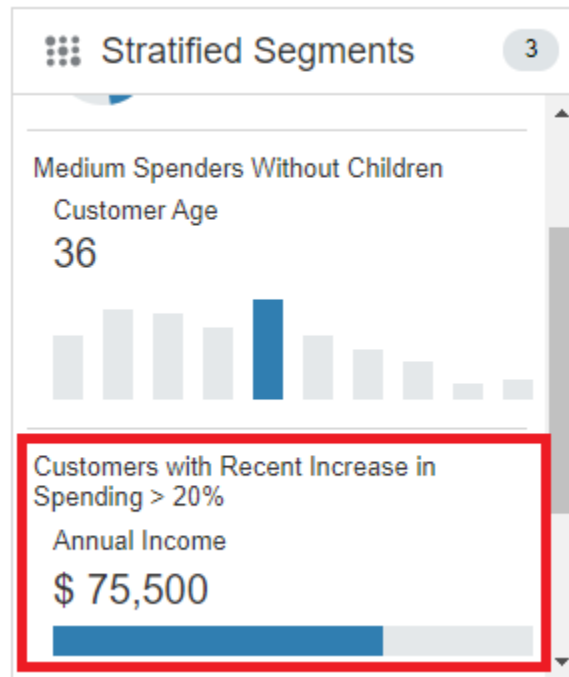 Stratified Segments 3
Medium Spenders Without Children
Customer Age
36
Customers with Recent Increase in
Spending > 20%
Annual Income
$ 75,500